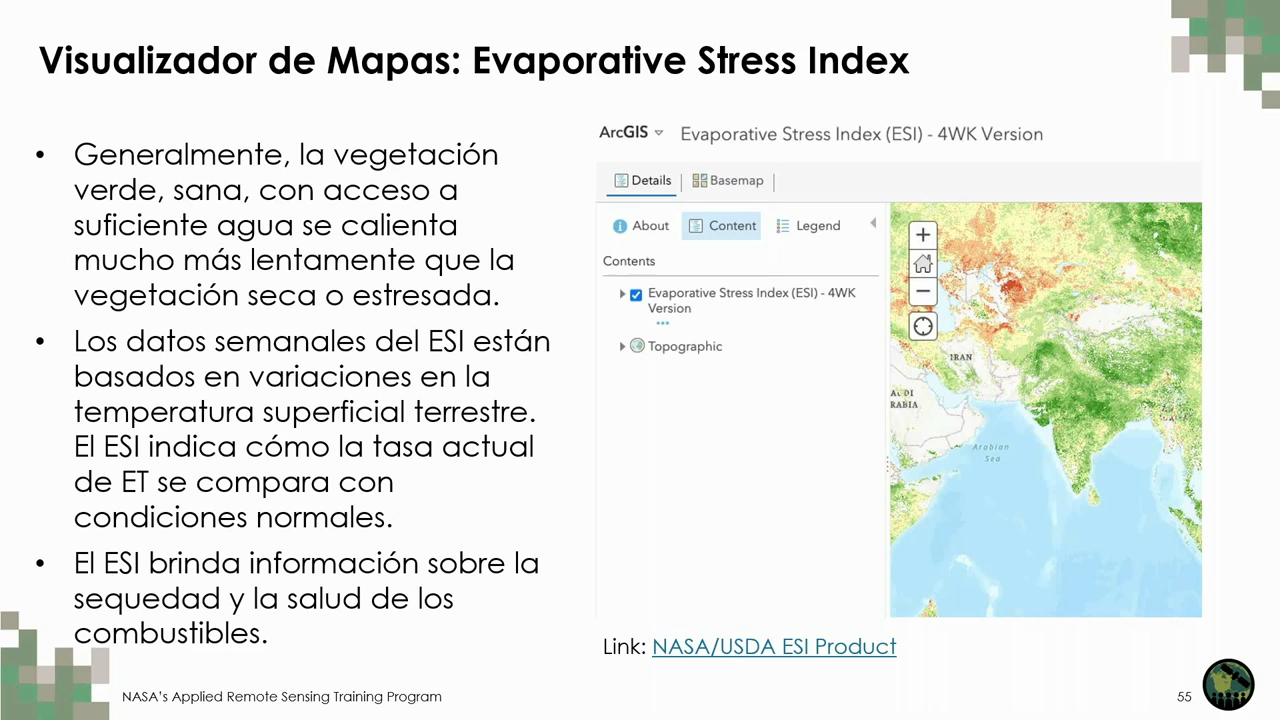 Visualizador de Mapas: Evaporative Stress Index
• Generalmente, la vegetación
verde, sana, con acceso a
suficiente agua se calienta
mucho más lentamente que la
vegetación seca o estresada.
• Los datos semanales del ESI están
basados en variaciones en la
temperatura superficial terrestre.
El ESI indica cómo la tasa actual
de ET se compara con
condiciones normales.
• El ESI brinda información sobre la
sequedad y la salud de los
combustibles.
ArcGIS Evaporative Stress Index (ESI) - 4WK Version
Details Basemap
About Content Legend
Contents
Evaporative Stress Index (ESI) - 4WK
Version
Topographic
IRAN
Arabian
Sea
Link: NASA/USDA ESI Product
NASA's Applied Remote Sensing Training Program
55